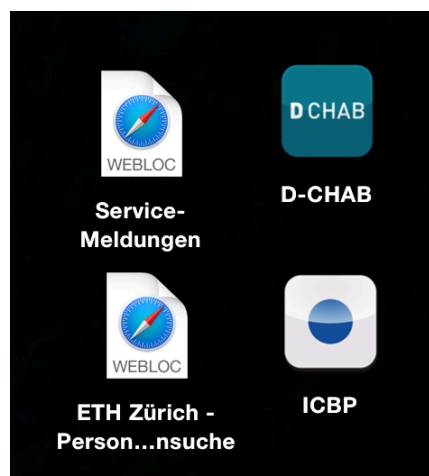 WEBLOC
Service-
Meldungen
D CHAB
D-CHAB
WEBLOC
ETH Zürich -
Person...nsuche
ICBP